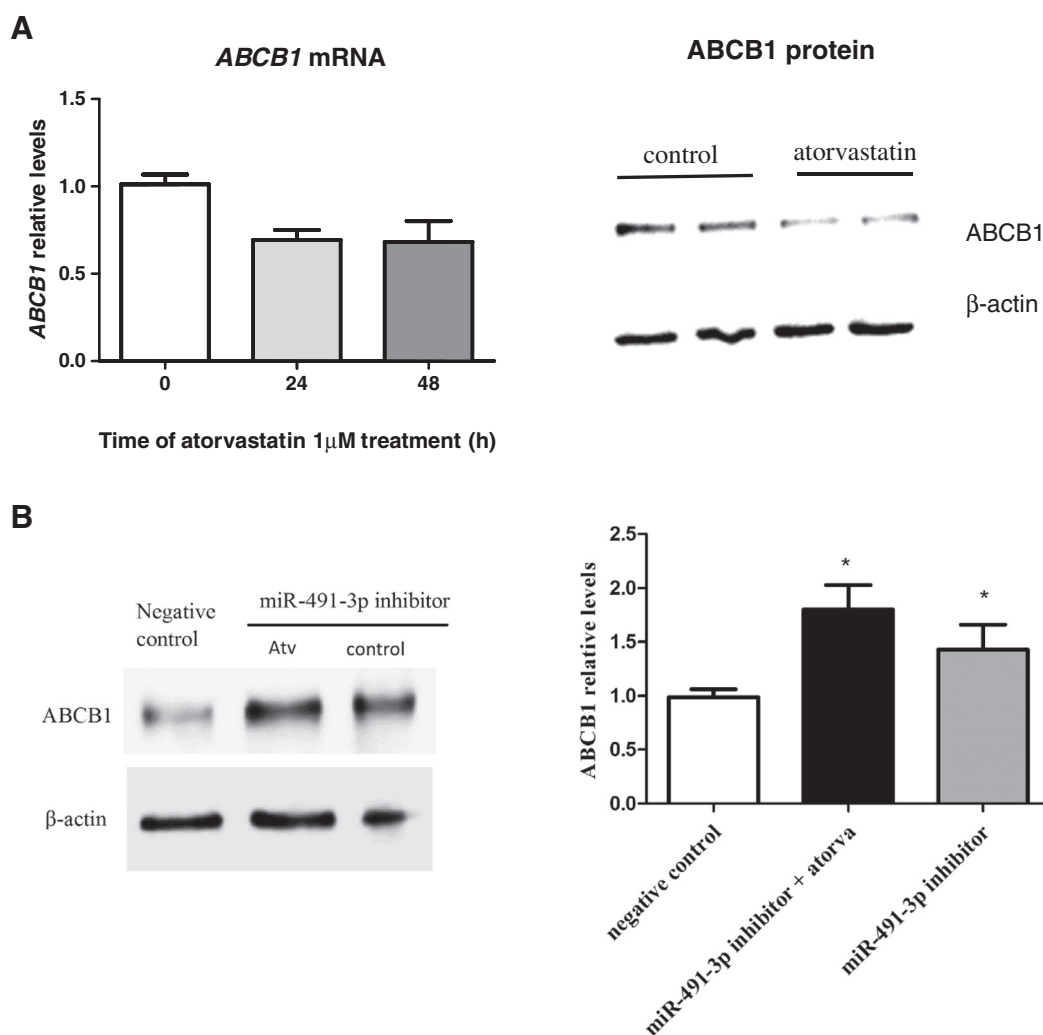 A
ABCB1 mRNA
ABCB1 relative levels
1.5
1.0
0.5
0.0
0
24
48
Time of atorvastatin 1μM treatment (h)
ABCB1 protein
control
atorvastatin
ABCB1
β-actin
B
Negative
control
miR-491-3p inhibitor
Atv
control
ABCB1
β-actin
ABCB1 relative levels
2.5
2.0
1.5
1.0
0.5
0.0
*
*
negative control
miR-491-3p inhibitor + atorva
miR-491-3p inhibitor